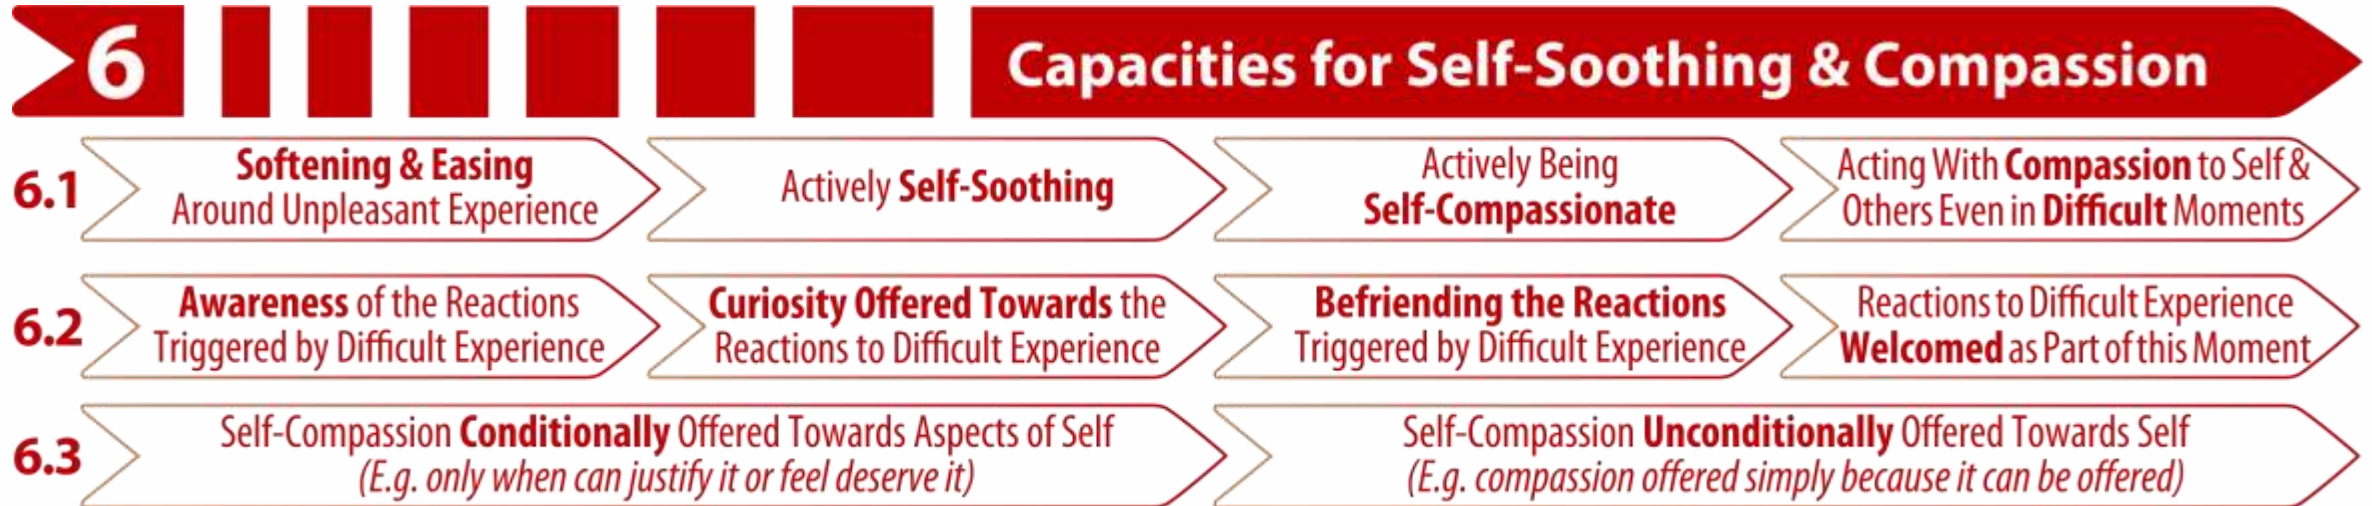 6
Capacities for Self-Soothing & Compassion
6.1
Softening & Easing
Around Unpleasant Experience
Actively Self-Soothing
Actively Being
Self-Compassionate
Acting With Compassion to Self &
Others Even in Difficult Moments
6.2
Awareness of the Reactions
Triggered by Difficult Experience
Curiosity Offered Towards the
Reactions to Difficult Experience
Befriending the Reactions
Triggered by Difficult Experience
Reactions to Difficult Experience
Welcomed as Part of this Moment
6.3
Self-Compassion Conditionally Offered Towards Aspects of Self
(E.g. only when can justify it or feel deserve it)
Self-Compassion Unconditionally Offered Towards Self
(E.g. compassion offered simply because it can be offered)